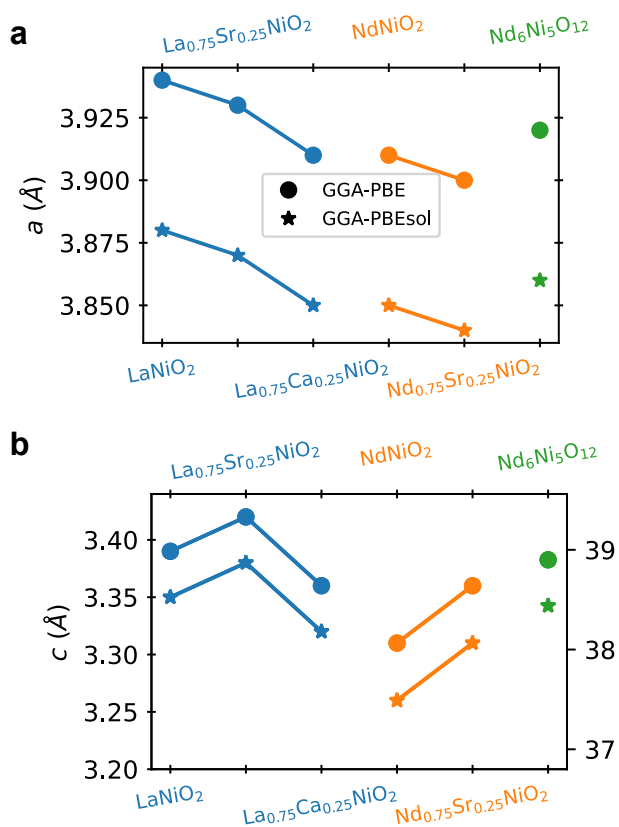 a
La₀.₇₅Sr₀.₂₅NiO₂ NdNiO₂ Nd₆Ni₅O₁₂
3.925
3.900
3.875
3.850
a (Å)
GGA-PBE
GGA-PBEsol
LaNiO₂ La₀.₇₅Ca₀.₂₅NiO₂ Nd₀.₇₅Sr₀.₂₅NiO₂
b
La₀.₇₅Sr₀.₂₅NiO₂ NdNiO₂ Nd₆Ni₅O₁₂
3.40
3.35
3.30
3.25
3.20
c (Å)
39
38
37
LaNiO₂ La₀.₇₅Ca₀.₂₅NiO₂ Nd₀.₇₅Sr₀.₂₅NiO₂